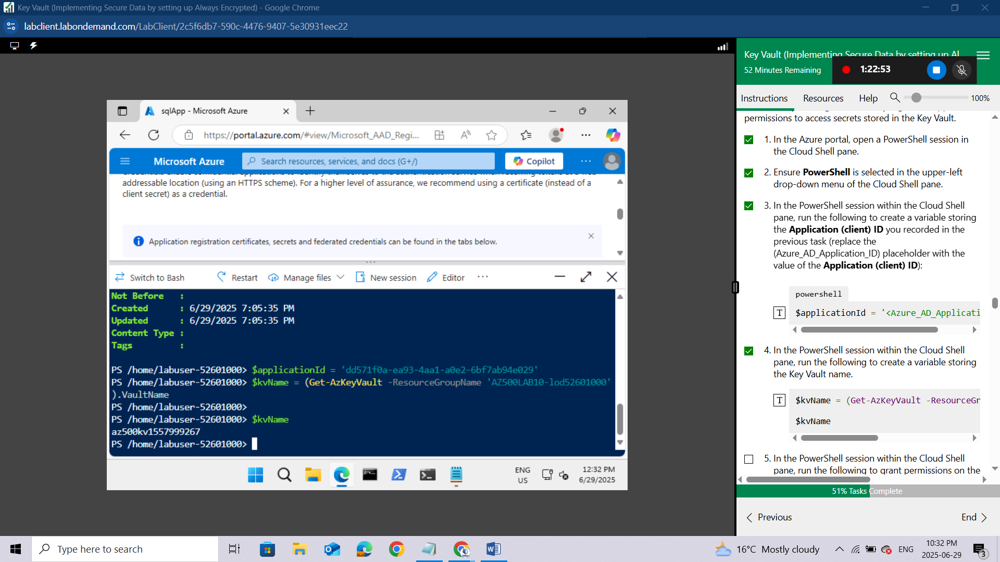 Key Vault (Implementing Secure Data by setting up Always Encrypted) - Google Chrome
labclient.labondemand.com/LabClient/2c5f6db7-590c-4476-9407-5e30931eec22
sqlApp - Microsoft Azure
https://portal.azure.com/#view/Microsoft_AAD_Regi...
Microsoft Azure
Search resources, services, and docs (G+/)
Copilot
addressable location (using an HTTPS scheme). For a higher level of assurance, we recommend using a certificate (instead of a
client secret) as a credential.
Application registration certificates, secrets and federated credentials can be found in the tabs below.
Switch to Bash
Restart
Manage files
New session
Editor
Not Before :
Created : 6/29/2025 7:05:35 PM
Updated : 6/29/2025 7:05:35 PM
Content Type :
Tags :
PS /home/labuser-52601000> $applicationId = 'dd571f0a-ea93-4aa1-a0e2-6bf7ab94e029'
PS /home/labuser-52601000> $kvName = (Get-AzKeyVault -ResourceGroupName 'AZ500LAB10-lod52601000'
).VaultName
PS /home/labuser-52601000>
PS /home/labuser-52601000> $kvName
az500kv1557999267
PS /home/labuser-52601000>
ENG
US
12:32 PM
6/29/2025
Key Vault (Implementing Secure Data by setting up Al
52 Minutes Remaining
1:22:53
Instructions
Resources
Help
100%
permissions to access secrets stored in the Key Vault.
1. In the Azure portal, open a PowerShell session in
the Cloud Shell pane.
2. Ensure PowerShell is selected in the upper-left
drop-down menu of the Cloud Shell pane.
3. In the PowerShell session within the Cloud Shell
pane, run the following to create a variable storing
the Application (client) ID you recorded in the
previous task (replace the
(Azure_AD_Application_ID) placeholder with the
value of the Application (client) ID):
powershell
T
$applicationId = '<Azure_AD_Applicati
4. In the PowerShell session within the Cloud Shell
pane, run the following to create a variable storing
the Key Vault name.
T
$kvName = (Get-AzKeyVault -ResourceGr
$kvName
5. In the PowerShell session within the Cloud Shell
pane, run the following to grant permissions on the
51% Tasks Complete
Previous
End
Type here to search
16°C Mostly cloudy
ENG
10:32 PM
2025-06-29
3